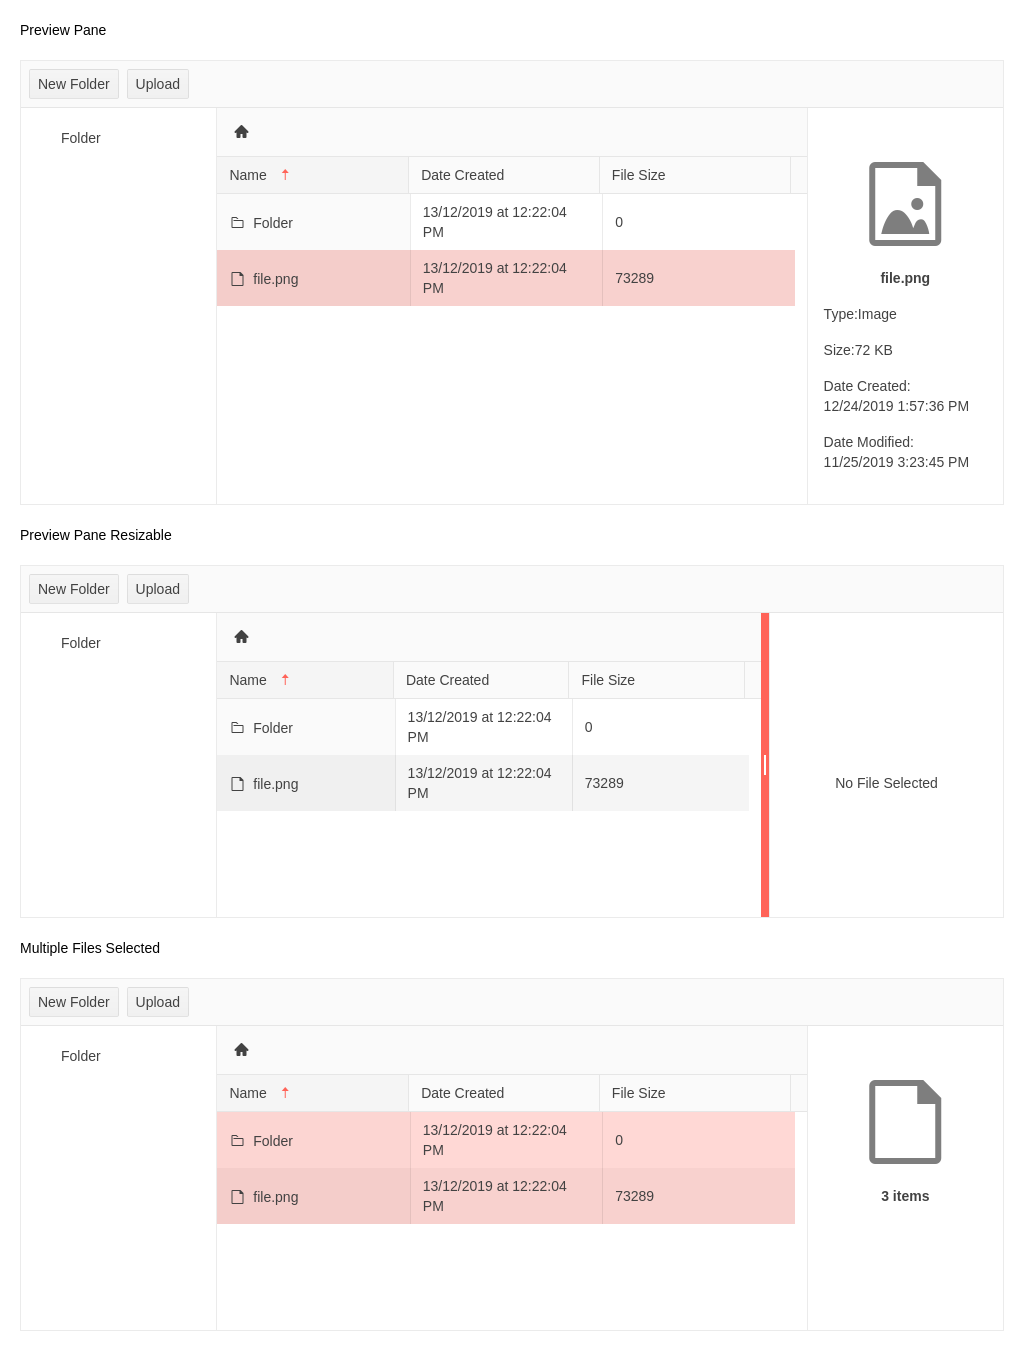 Preview Pane
New Folder Upload
Folder
Name Date Created File Size
Folder 13/12/2019 at 12:22:04 PM 0
file.png 13/12/2019 at 12:22:04 PM 73289
file.png
Type:Image
Size:72 KB
Date Created:
12/24/2019 1:57:36 PM
Date Modified:
11/25/2019 3:23:45 PM
Preview Pane Resizable
New Folder Upload
Folder
Name Date Created File Size
Folder 13/12/2019 at 12:22:04 PM 0
file.png 13/12/2019 at 12:22:04 PM 73289
No File Selected
Multiple Files Selected
New Folder Upload
Folder
Name Date Created File Size
Folder 13/12/2019 at 12:22:04 PM 0
file.png 13/12/2019 at 12:22:04 PM 73289
3 items